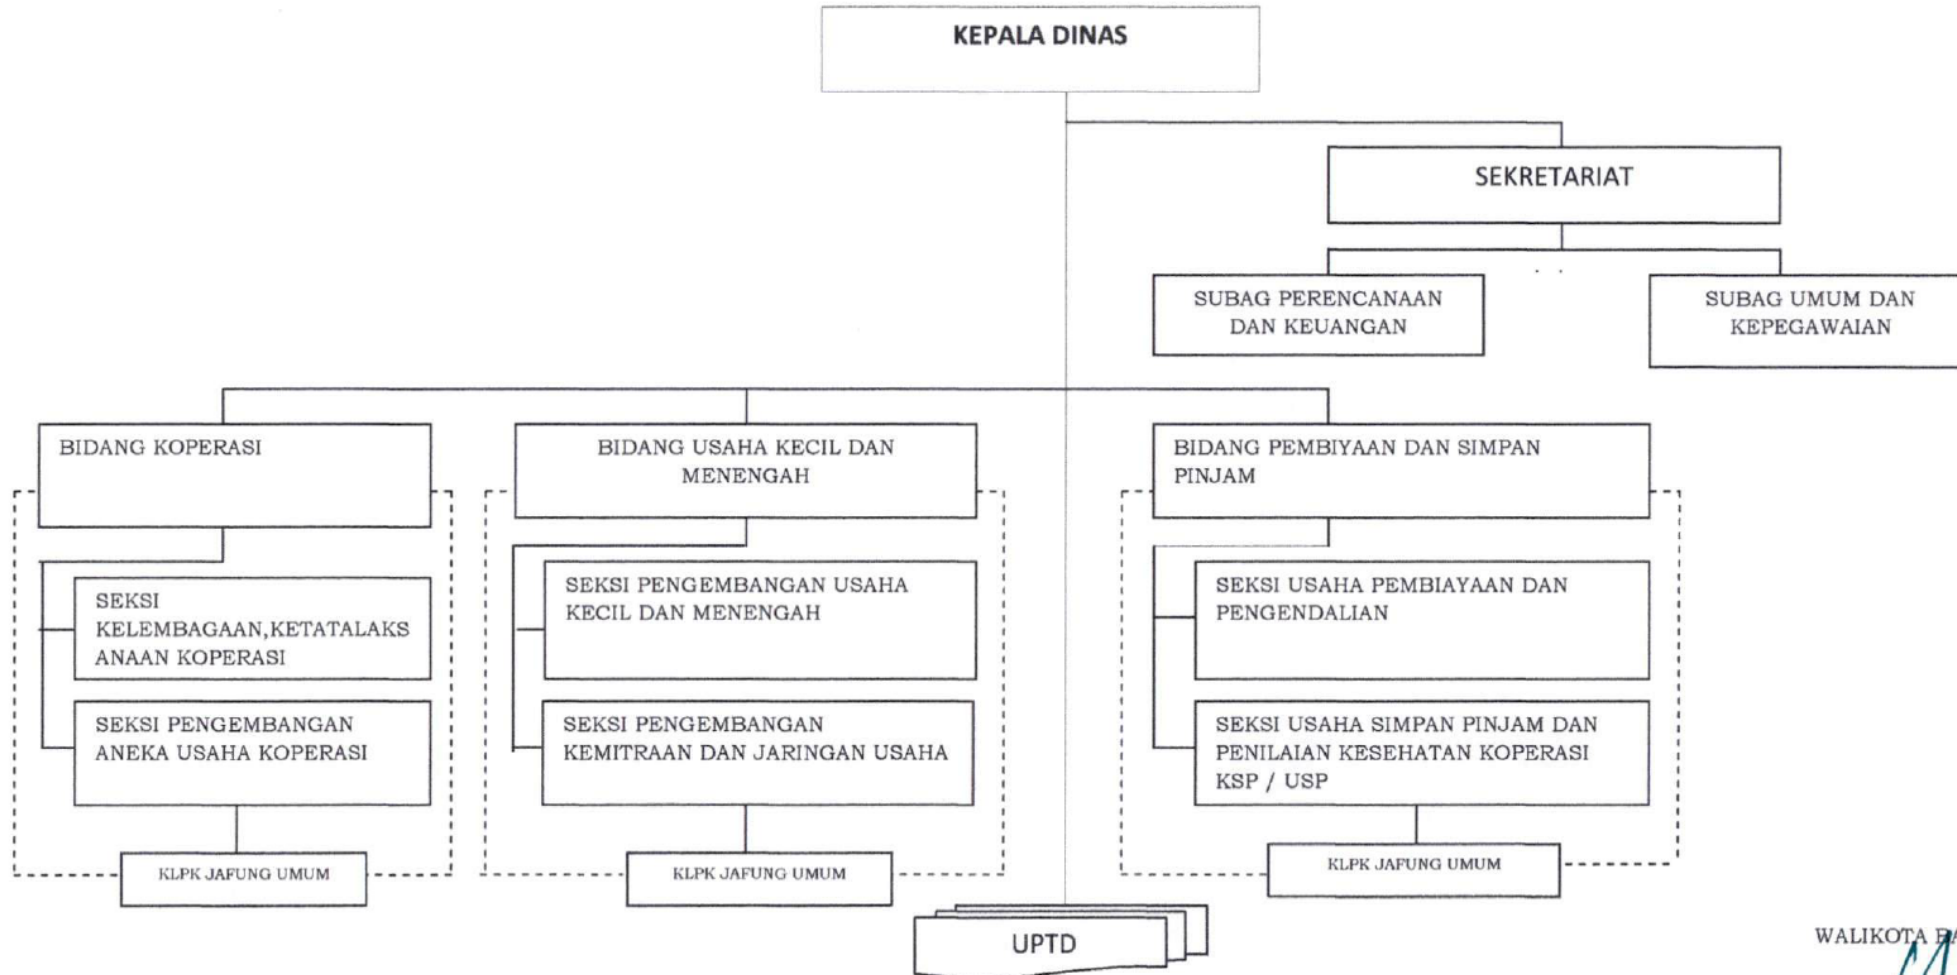 KEPALA DINAS
SEKRETARIAT
SUBAG PERENCANAAN
DAN KEUANGAN
SUBAG UMUM DAN
KEPEGAWAIAN
BIDANG KOPERASI
BIDANG USAHA KECIL DAN
MENENGAH
BIDANG PEMBIYAAN DAN SIMPAN
PINJAM
SEKSI
KELEMBAGAAN,KETATALAKS
ANAAN KOPERASI
SEKSI PENGEMBANGAN USAHA
KECIL DAN MENENGAH
SEKSI USAHA PEMBIAYAAN DAN
PENGENDALIAN
SEKSI PENGEMBANGAN
ANEKA USAHA KOPERASI
SEKSI PENGEMBANGAN
KEMITRAAN DAN JARINGAN USAHA
SEKSI USAHA SIMPAN PINJAM DAN
PENILAIAN KESEHATAN KOPERASI
KSP / USP
KLPK JAFUNG UMUM
KLPK JAFUNG UMUM
KLPK JAFUNG UMUM
UPTD
WALIKOTA